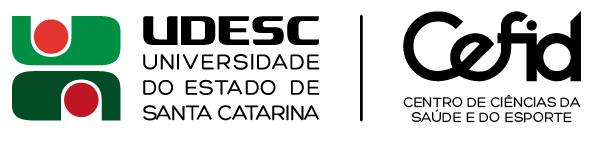 UDESC
UNIVERSIDADE
DO ESTADO DE
SANTA CATARINA
Cefid
CENTRO DE CIÊNCIAS DA
SAÚDE E DO ESPORTE